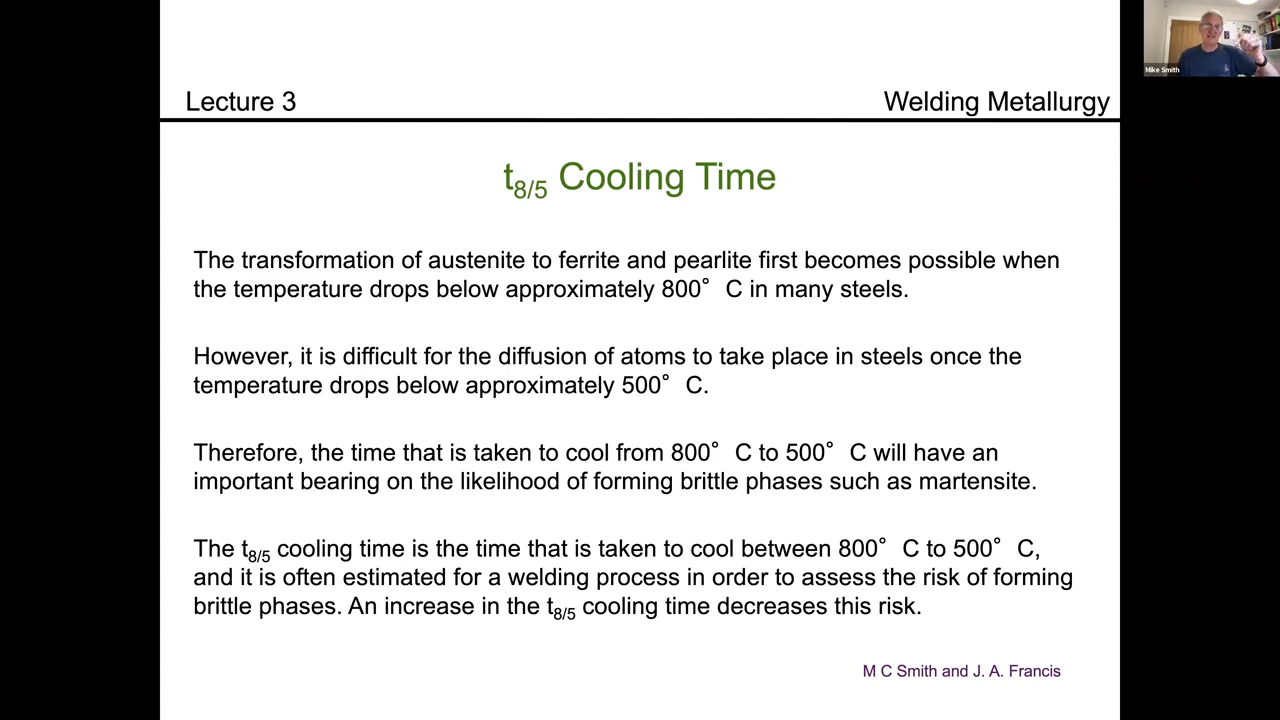 Mike Smith
Lecture 3
Welding Metallurgy
t8/5 Cooling Time
The transformation of austenite to ferrite and pearlite first becomes possible when
the temperature drops below approximately 800° C in many steels.
However, it is difficult for the diffusion of atoms to take place in steels once the
temperature drops below approximately 500° C.
Therefore, the time that is taken to cool from 800° C to 500° C will have an
important bearing on the likelihood of forming brittle phases such as martensite.
The t8/5 cooling time is the time that is taken to cool between 800° C to 500° C,
and it is often estimated for a welding process in order to assess the risk of forming
brittle phases. An increase in the t8/5 cooling time decreases this risk.
M C Smith and J. A. Francis